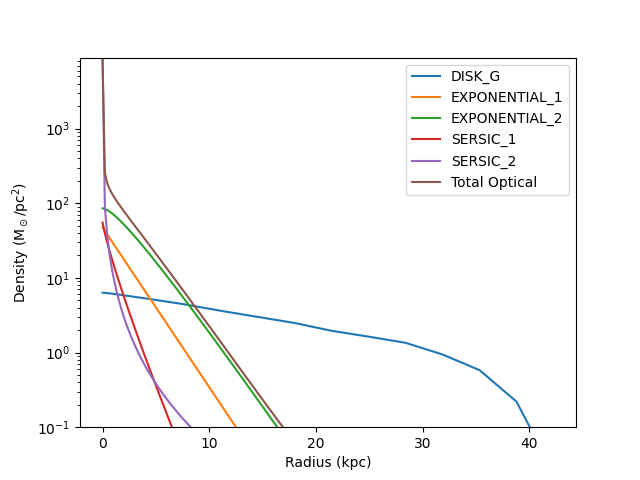 DISK_G
EXPONENTIAL_1
EXPONENTIAL_2
SERSIC_1
SERSIC_2
Total Optical
10³
10²
10¹
10⁰
10⁻¹
Density (M⊙/pc²)
0 10 20 30 40
Radius (kpc)